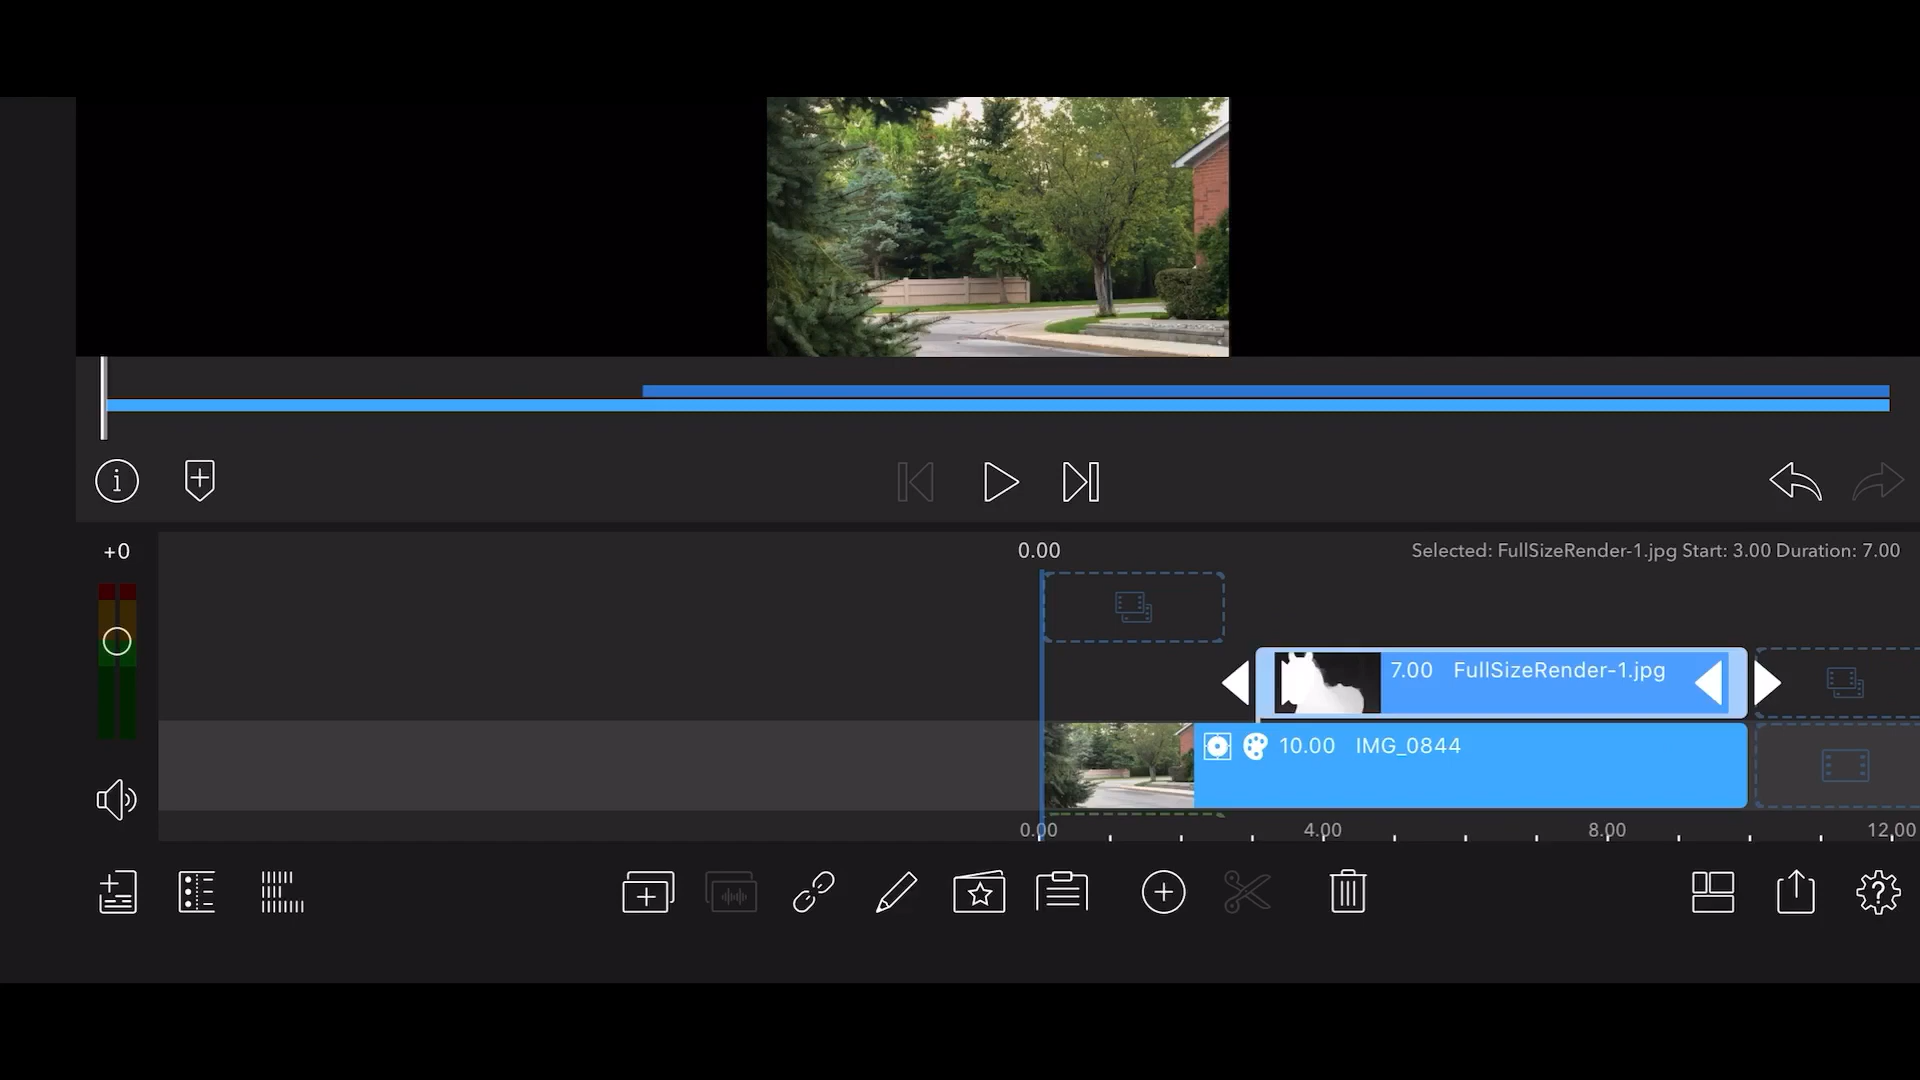 +0
0.00
Selected: FullSizeRender-1.jpg Start: 3.00 Duration: 7.00
7.00 FullSizeRender-1.jpg
10.00 IMG_0844
0.00 4.00 8.00 12.00